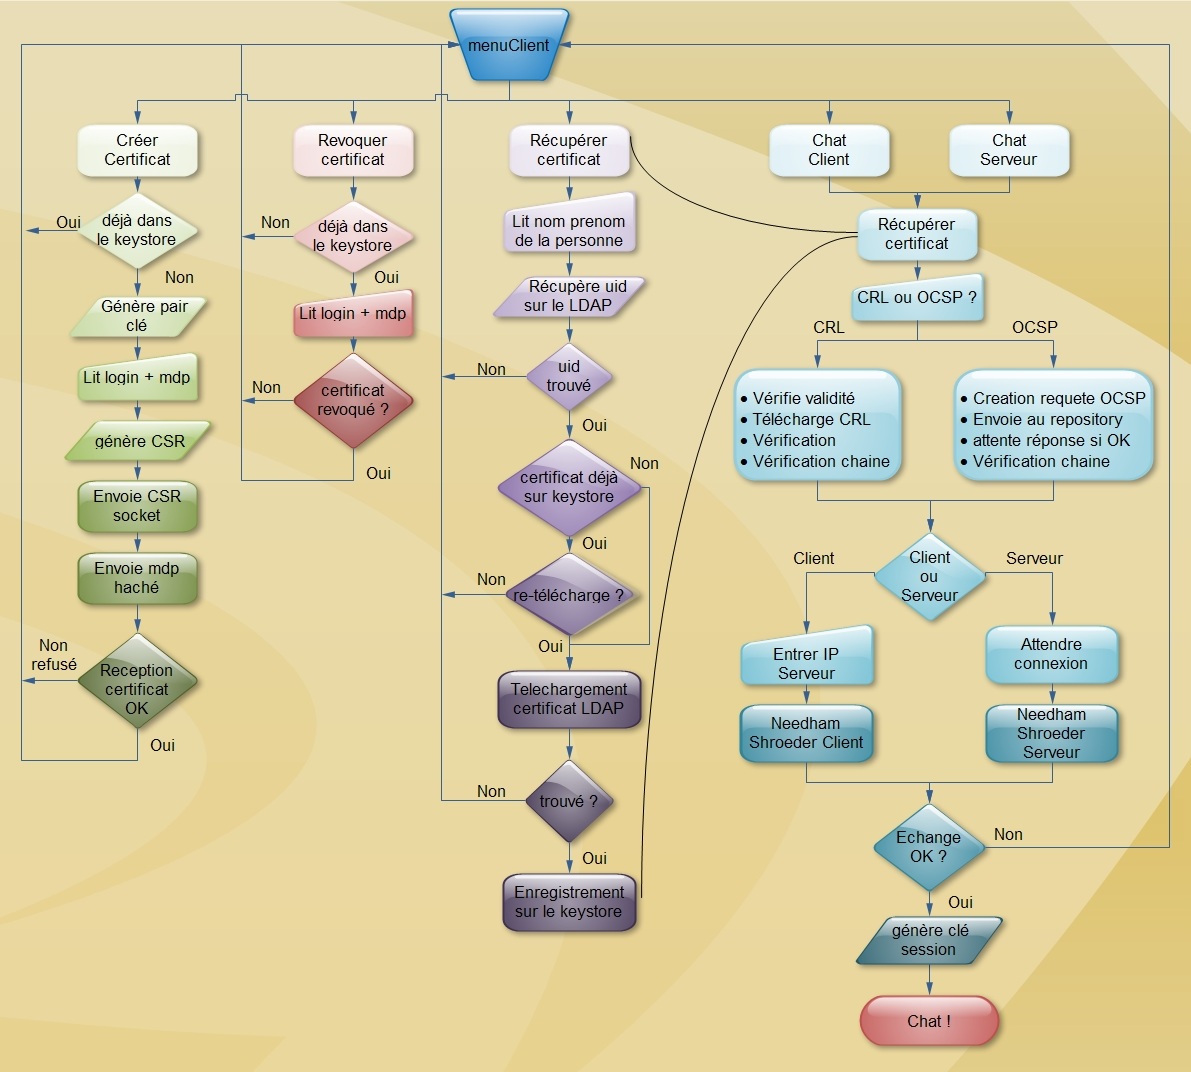 menuClient
Créer
Certificat
déjà dans
le keystore
Oui
Non
Génère pair
clé
Lit login + mdp
génère CSR
Envoie CSR
socket
Envoie mdp
haché
Reception
certificat
OK
Non
refusé
Oui
Revoquer
certificat
déjà dans
le keystore
Non
Oui
Lit login + mdp
certificat
revoqué ?
Non
Oui
Récupérer
certificat
Lit nom prenom
de la personne
Récupère uid
sur le LDAP
uid
trouvé
Non
Oui
certificat déjà
sur keystore
Non
Oui
re-télécharge ?
Non
Oui
Telechargement
certificat LDAP
trouvé ?
Non
Oui
Enregistrement
sur le keystore
Chat
Client
Chat
Serveur
Récupérer
certificat
CRL ou OCSP ?
CRL
OCSP
• Vérifie validité
• Télécharge CRL
• Vérification
• Vérification chaine
• Creation requete OCSP
• Envoie au repository
• attente réponse si OK
• Vérification chaine
Client
ou
Serveur
Client
Serveur
Entrer IP
Serveur
Needham
Shroeder Client
Attendre
connexion
Needham
Shroeder
Serveur
Echange
OK ?
Non
Oui
génère clé
session
Chat !